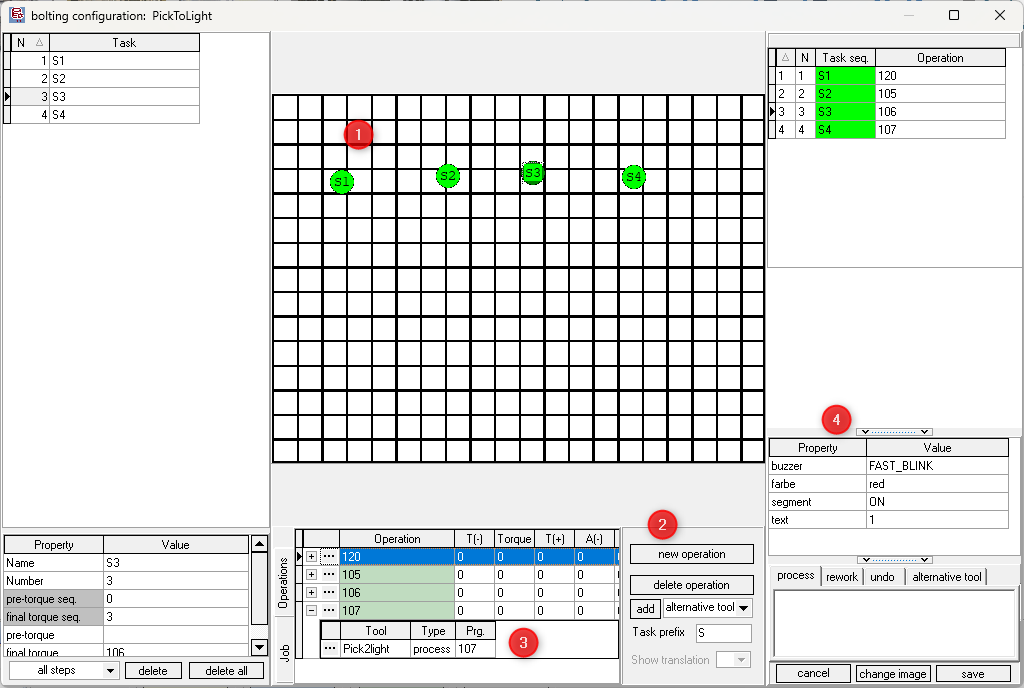 bolting configuration: PickToLight
N Task
1 S1
2 S2
3 S3
4 S4
1
S1
S2
S3
S4
N Task seq. Operation
1 1 S1 120
2 2 S2 105
3 3 S3 106
4 4 S4 107
4
Property Value
buzzer FAST_BLINK
farbe red
segment ON
text 1
Property Value
Name S3
Number 3
pre-torque seq. 0
final torque seq. 3
pre-torque
final torque 106
all steps delete delete all
Operations
Job
Operation T(-) Torque T(+) A(-)
120 0 0 0 0
105 0 0 0 0
106 0 0 0 0
107 0 0 0 0
Tool Type Prg.
Pick2light process 107
3
2
new operation
delete operation
add alternative tool
Task prefix S
Show translation
process rework undo alternative tool
cancel change image save